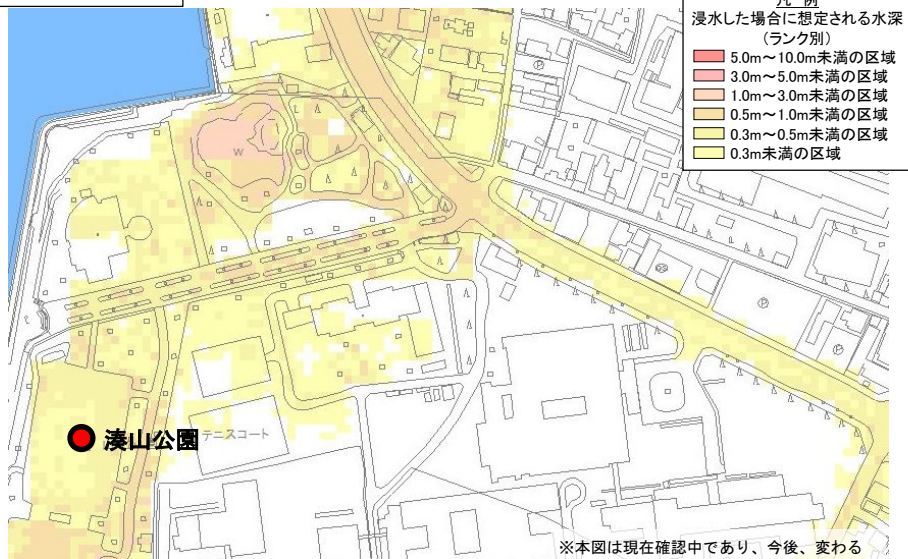 凡 例
浸水した場合に想定される水深
(ランク別)
5.0m～10.0m未満の区域
3.0m～5.0m未満の区域
1.0m～3.0m未満の区域
0.5m～1.0m未満の区域
0.3m～0.5m未満の区域
0.3m未満の区域
W
P
P
湊山公園
テニスコート
※本図は現在確認中であり、今後、変わる